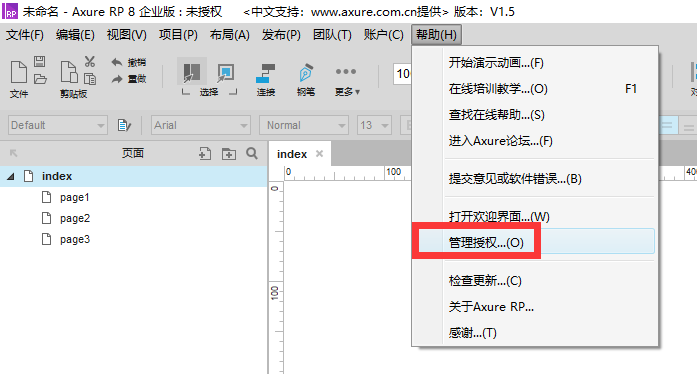 未命名 - Axure RP 8 企业版 : 未授权 <中文支持：www.axure.com.cn提供> 版本：V1.5
文件(F) 编辑(E) 视图(V) 项目(P) 布局(A) 发布(P) 团队(T) 账户(C) 帮助(H)
撤销
重做
文件 剪贴板 选择 连接 钢笔 更多
10
Default Arial Normal 13
页面
index
page1
page2
page3
index
0 100 400
0
100
开始演示动画...(F)
在线培训教学...(O) F1
查找在线帮助...(S)
进入Axure论坛...(F)
提交意见或软件错误...(B)
打开欢迎界面...(W)
管理授权...(O)
检查更新...(C)
关于Axure RP...
感谢...(T)